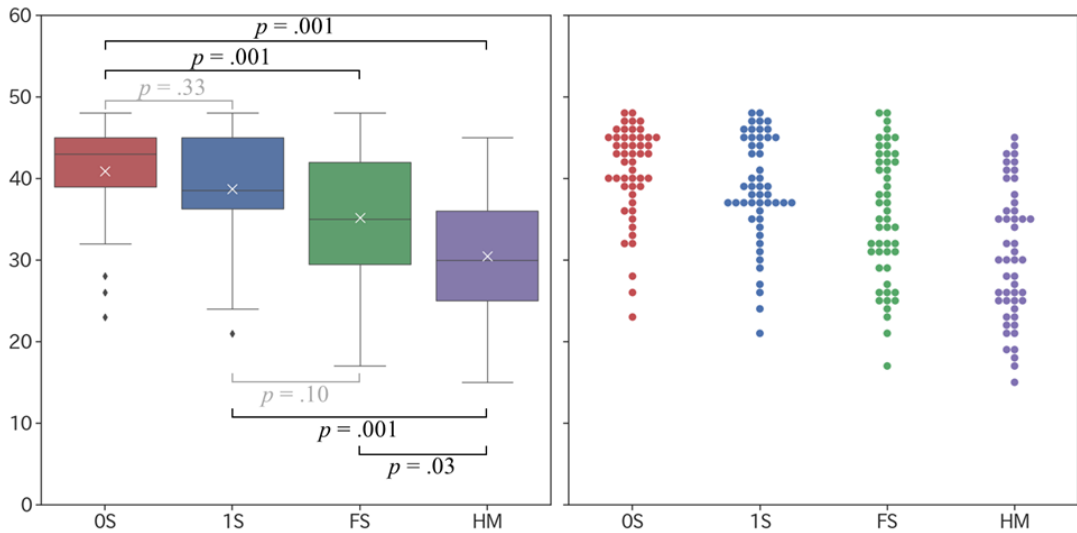 60
50
40
30
20
10
0
p = .001
p = .001
p = .33
p = .10
p = .001
p = .03
0S 1S FS HM
0S 1S FS HM